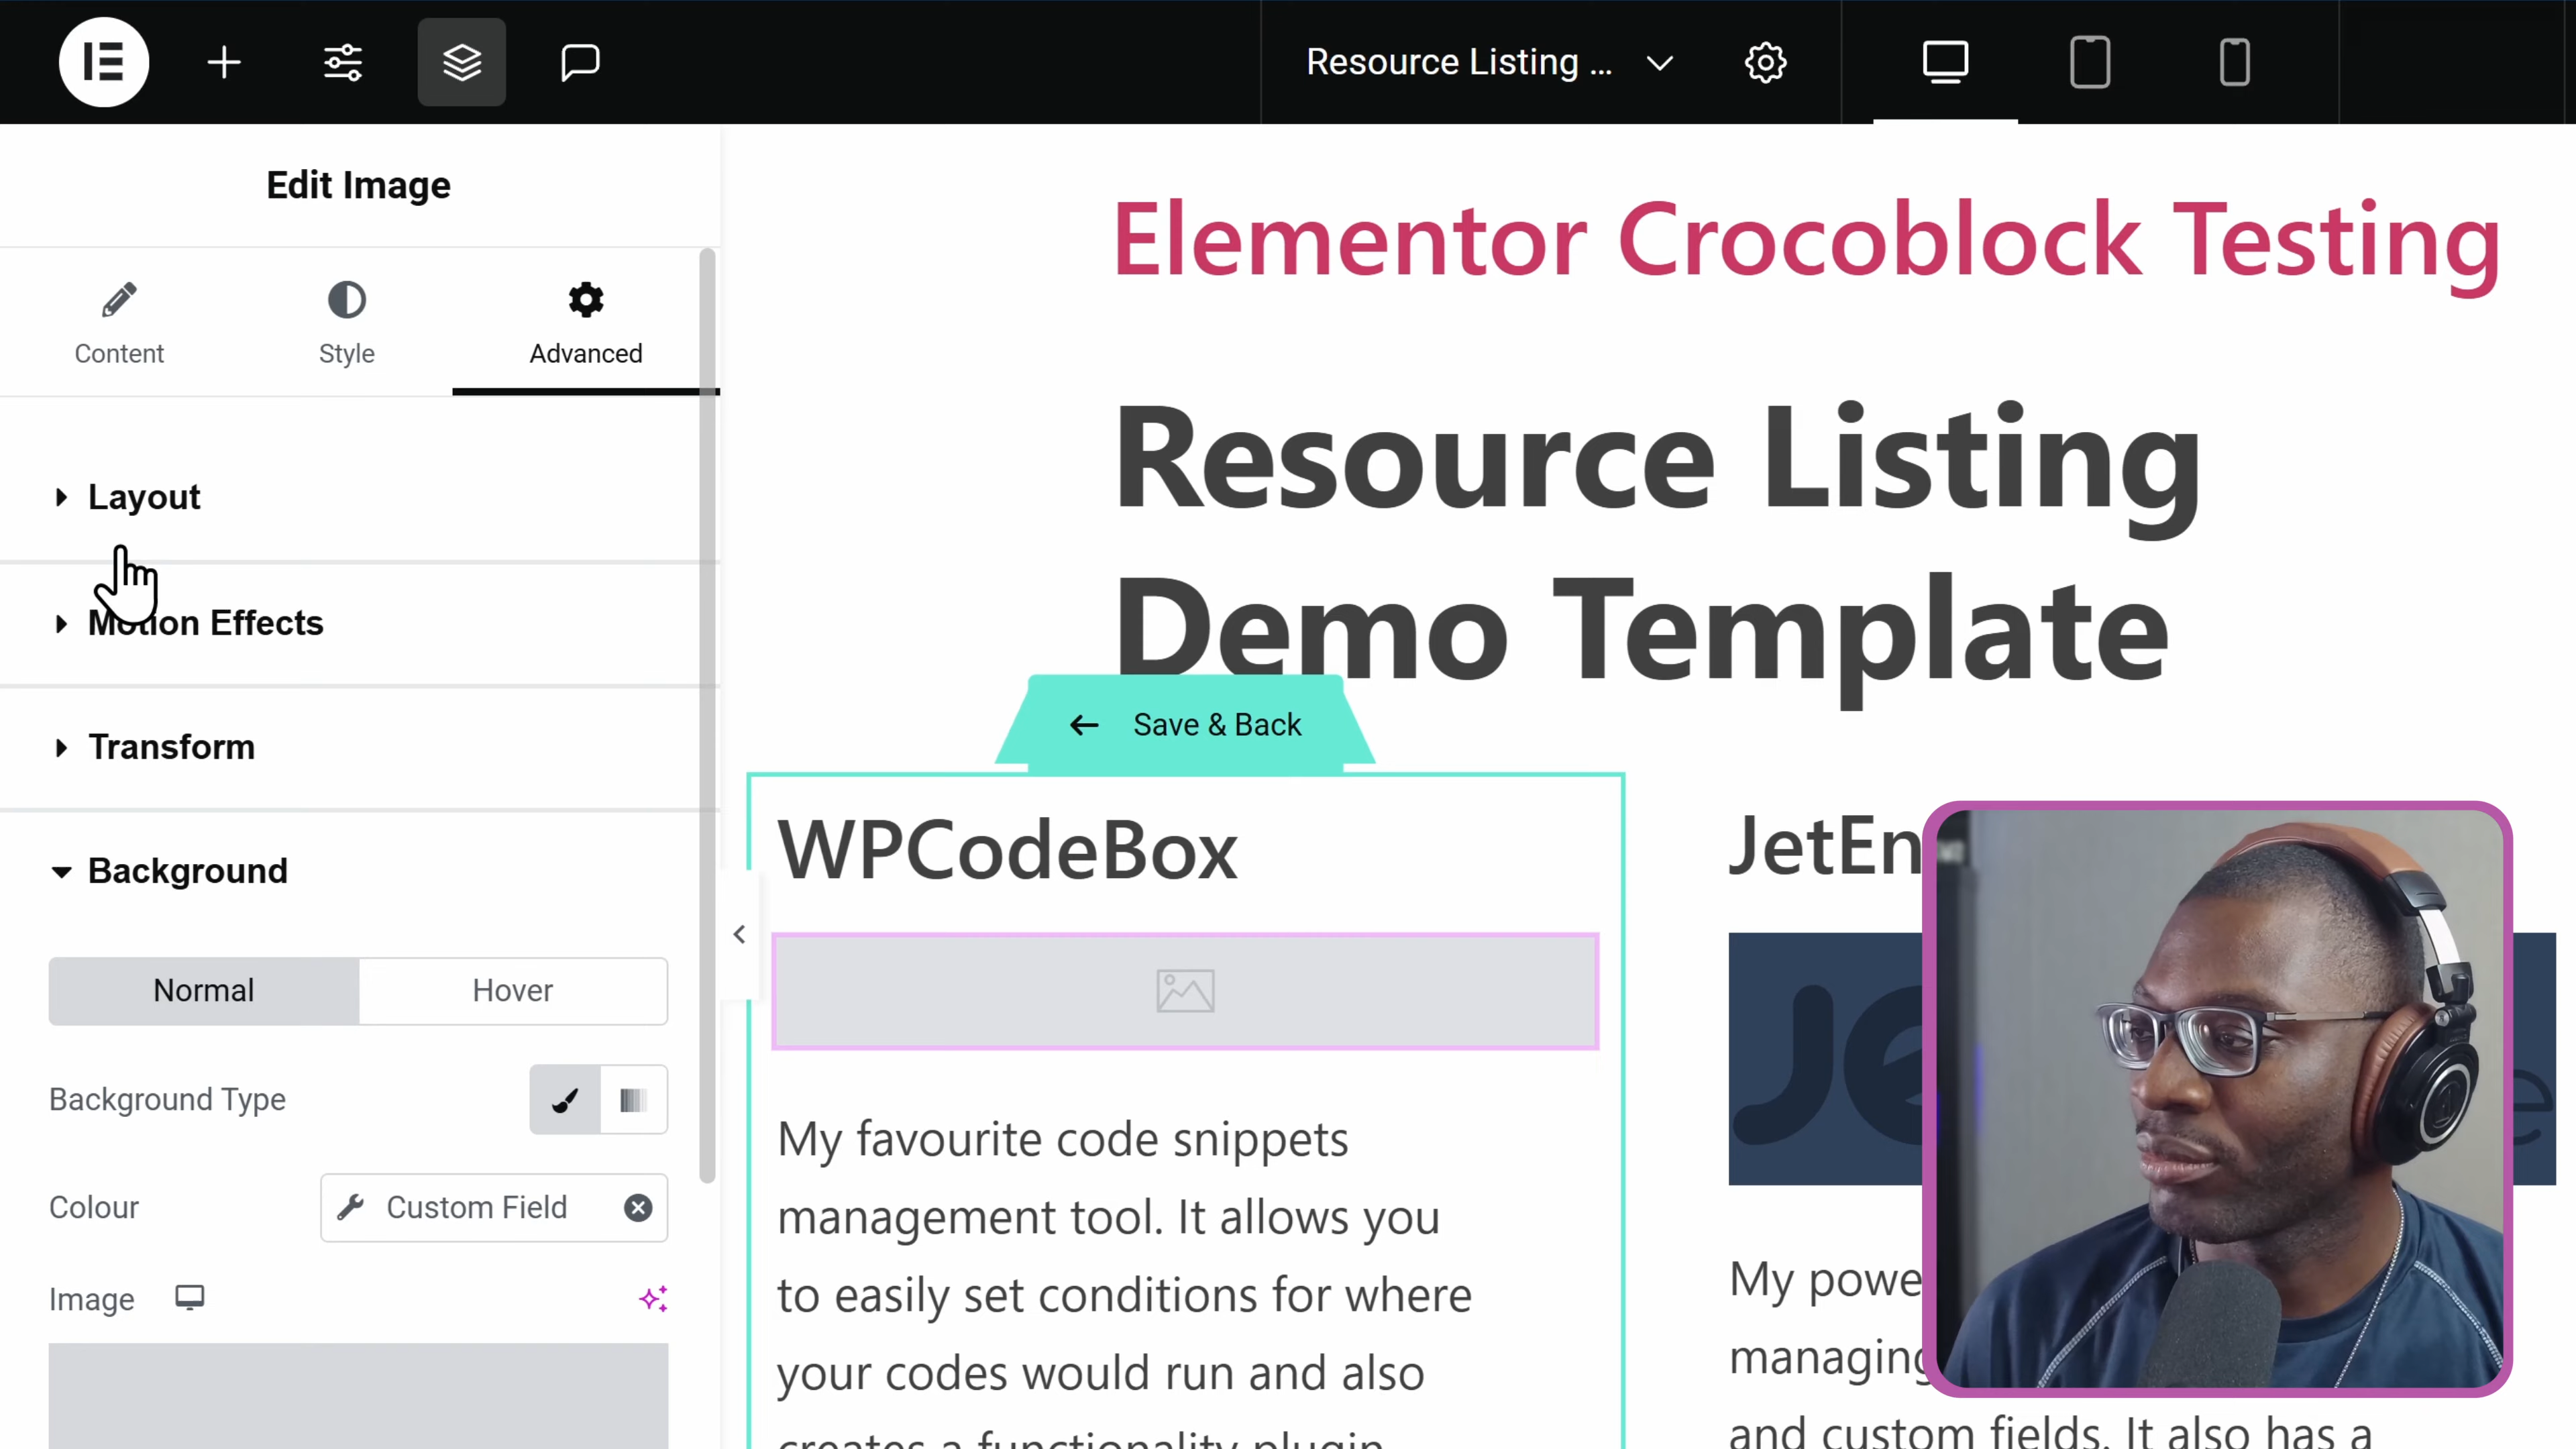 Resource Listing ...
Edit Image
Content
Style
Advanced
Layout
Motion Effects
Transform
Background
Normal
Hover
Background Type
Colour
Custom Field
Image
Elementor Crocoblock Testing
Resource Listing
Demo Template
Save & Back
WPCodeBox
My favourite code snippets
management tool. It allows you
to easily set conditions for where
your codes would run and also
creates a functionality plugin
JetEn
My powe
managing
and custom fields. It also has a